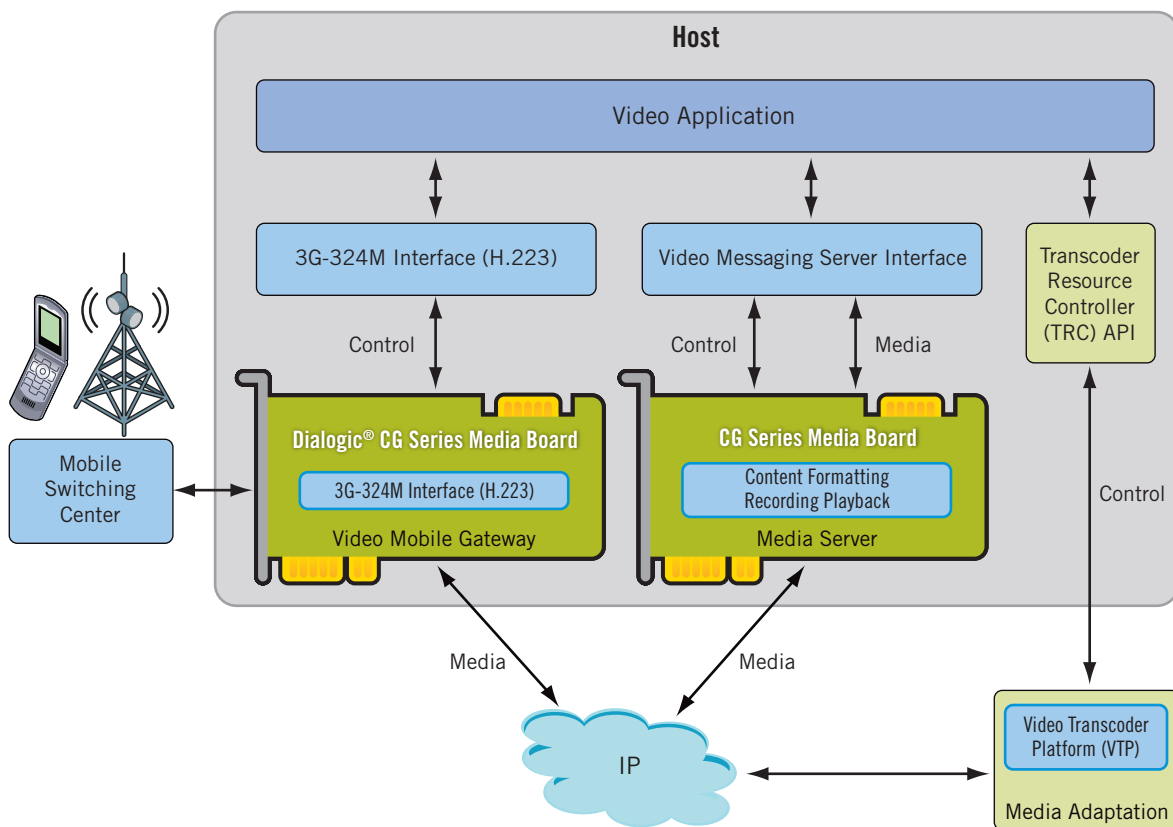 Host
Video Application
3G-324M Interface (H.223)
Video Messaging Server Interface
Transcoder
Resource
Controller
(TRC) API
Control
Control
Media
Dialogic® CG Series Media Board
3G-324M Interface (H.223)
Video Mobile Gateway
CG Series Media Board
Content Formatting
Recording Playback
Media Server
Mobile
Switching
Center
Control
Media
Media
IP
Video Transcoder
Platform (VTP)
Media Adaptation